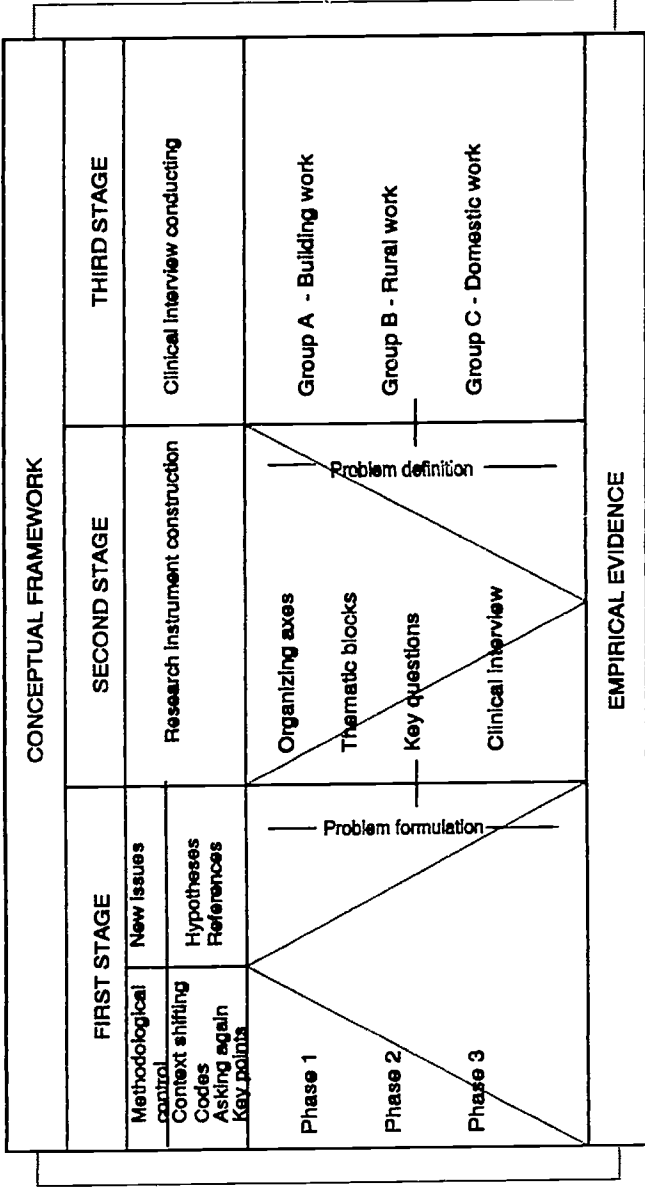 CONCEPTUAL FRAMEWORK
FIRST STAGE
SECOND STAGE
THIRD STAGE
Methodological
control
New issues
Context shifting
Codes
Asking again
Key points
Hypotheses
References
Research instrument construction
Clinical interview conducting
Phase 1
Phase 2
Phase 3
Problem formulation
Organizing axes
Thematic blocks
Key questions
Clinical interview
Problem definition
Group A - Building work
Group B - Rural work
Group C - Domestic work
EMPIRICAL EVIDENCE